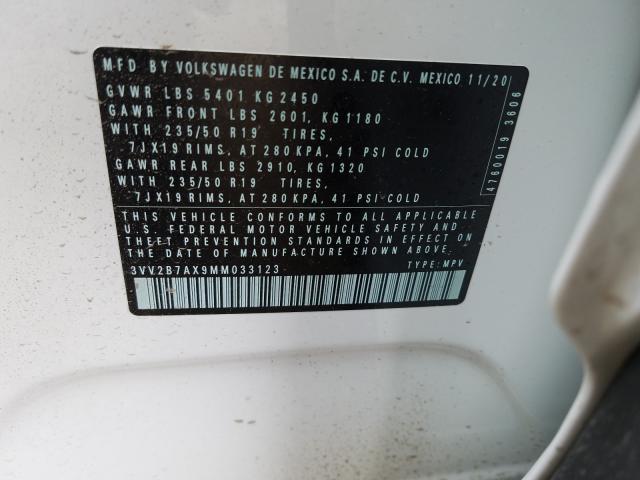 MFD BY VOLKSWAGEN DE MEXICO S.A. DE C.V. MEXICO 11/20
GVWR LBS 5401 KG 2450
GAWR FRONT LBS 2601, KG 1180
WITH 235/50 R19 TIRES,
7JX19 RIMS, AT 280 KPA, 41 PSI COLD
GAWR REAR LBS 2910, KG 1320
WITH 235/50 R19 TIRES,
7JX19 RIMS, AT 280 KPA, 41 PSI COLD
THIS VEHICLE CONFORMS TO ALL APPLICABLE
U.S. FEDERAL MOTOR VEHICLE SAFETY AND
THEFT PREVENTION STANDARDS IN EFFECT ON
THE DATE OF MANUFACTURE SHOWN ABOVE.
3VV2B7AX9MM033123 TYPE: MPV
4760019 3606